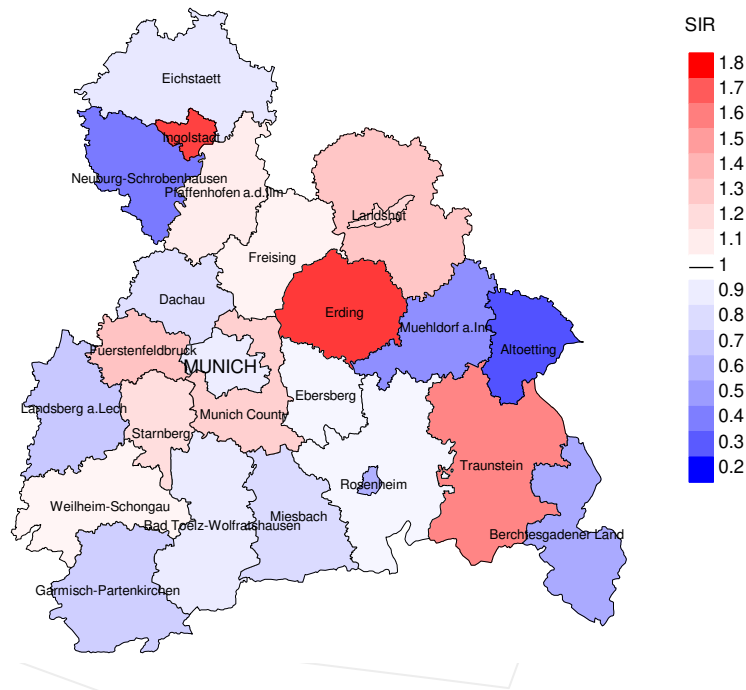 SIR
1.8
1.7
1.6
1.5
1.4
1.3
1.2
1.1
1
0.9
0.8
0.7
0.6
0.5
0.4
0.3
0.2
Eichstaett
Ingolstadt
Neuburg-Schrobenhausen
Pfaffenhofen a.d.Ilm
Landshut
Freising
Dachau
Erding
Muehldorf a.Inn
Altoetting
Fuerstenfeldbruck
MUNICH
Ebersberg
Landsberg a.Lech
Munich County
Starnberg
Traunstein
Rosenheim
Weilheim-Schongau
Miesbach
Bad Toelz-Wolfratshausen
Berchtesgadener Land
Garmisch-Partenkirchen